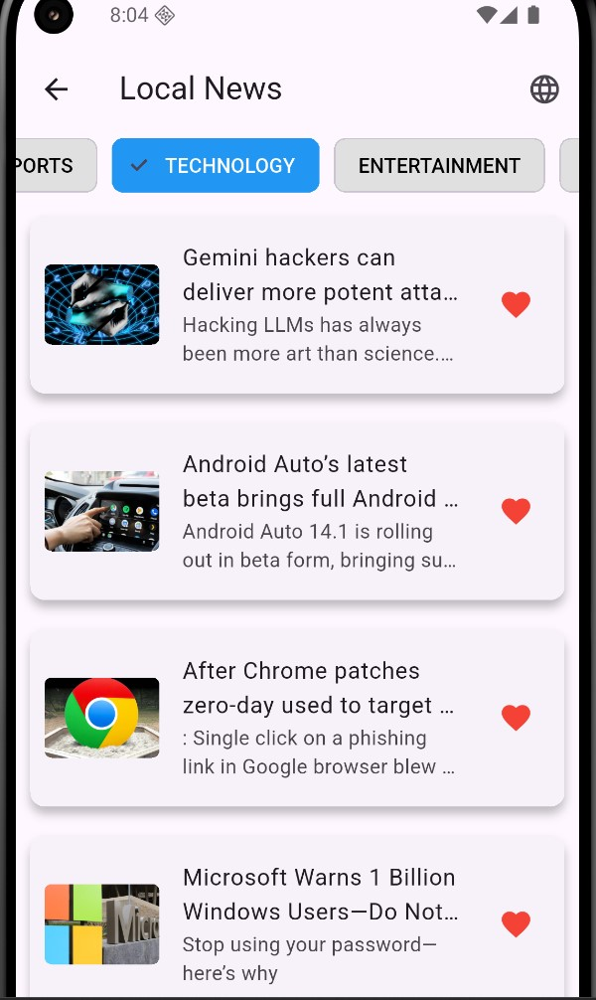 8:04
Local News
PORTS
TECHNOLOGY
ENTERTAINMENT
Gemini hackers can
deliver more potent atta…
Hacking LLMs has always
been more art than science.…
Android Auto’s latest
beta brings full Android …
Android Auto 14.1 is rolling
out in beta form, bringing su…
After Chrome patches
zero-day used to target …
: Single click on a phishing
link in Google browser blew …
Microsoft Warns 1 Billion
Windows Users—Do Not…
Stop using your password—
here’s why